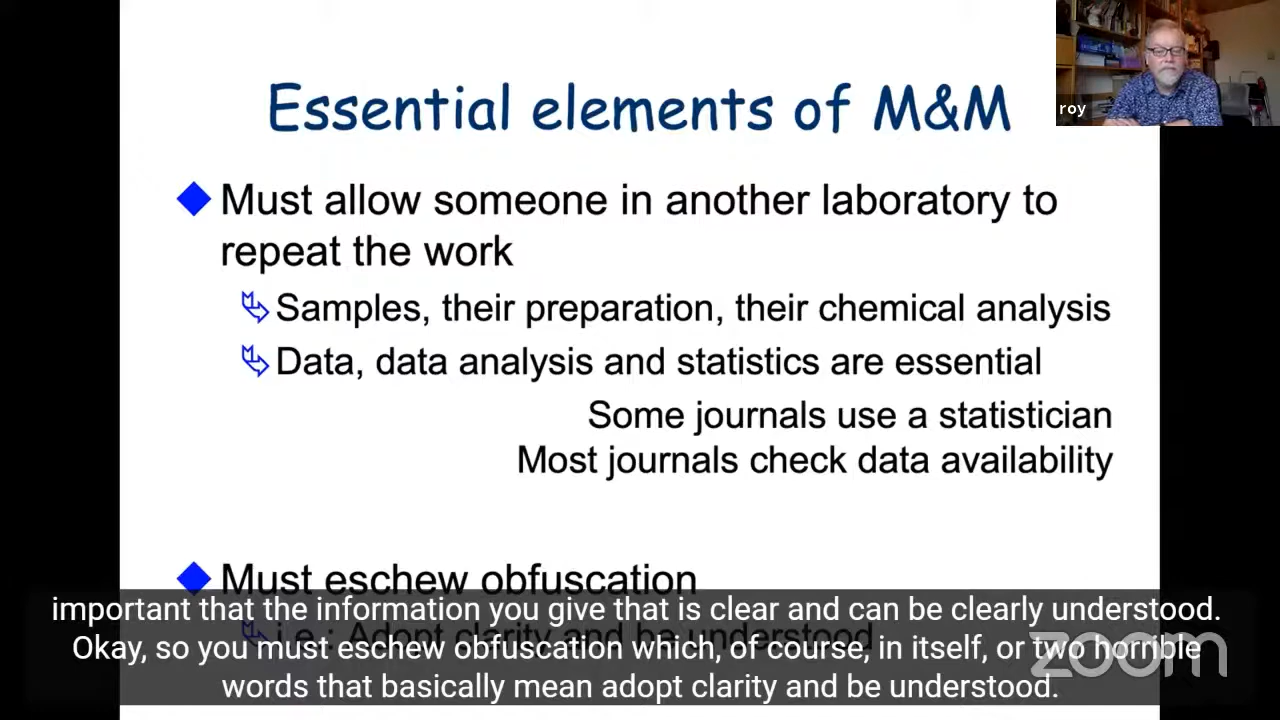 Essential elements of M&M
roy
Must allow someone in another laboratory to
repeat the work
Samples, their preparation, their chemical analysis
Data, data analysis and statistics are essential
Some journals use a statistician
Most journals check data availability
Must eschew obfuscation
i.e. Adopt clarity and be understood
important that the information you give that is clear and can be clearly understood.
Okay, so you must eschew obfuscation which, of course, in itself, or two horrible
words that basically mean adopt clarity and be understood.
zoom